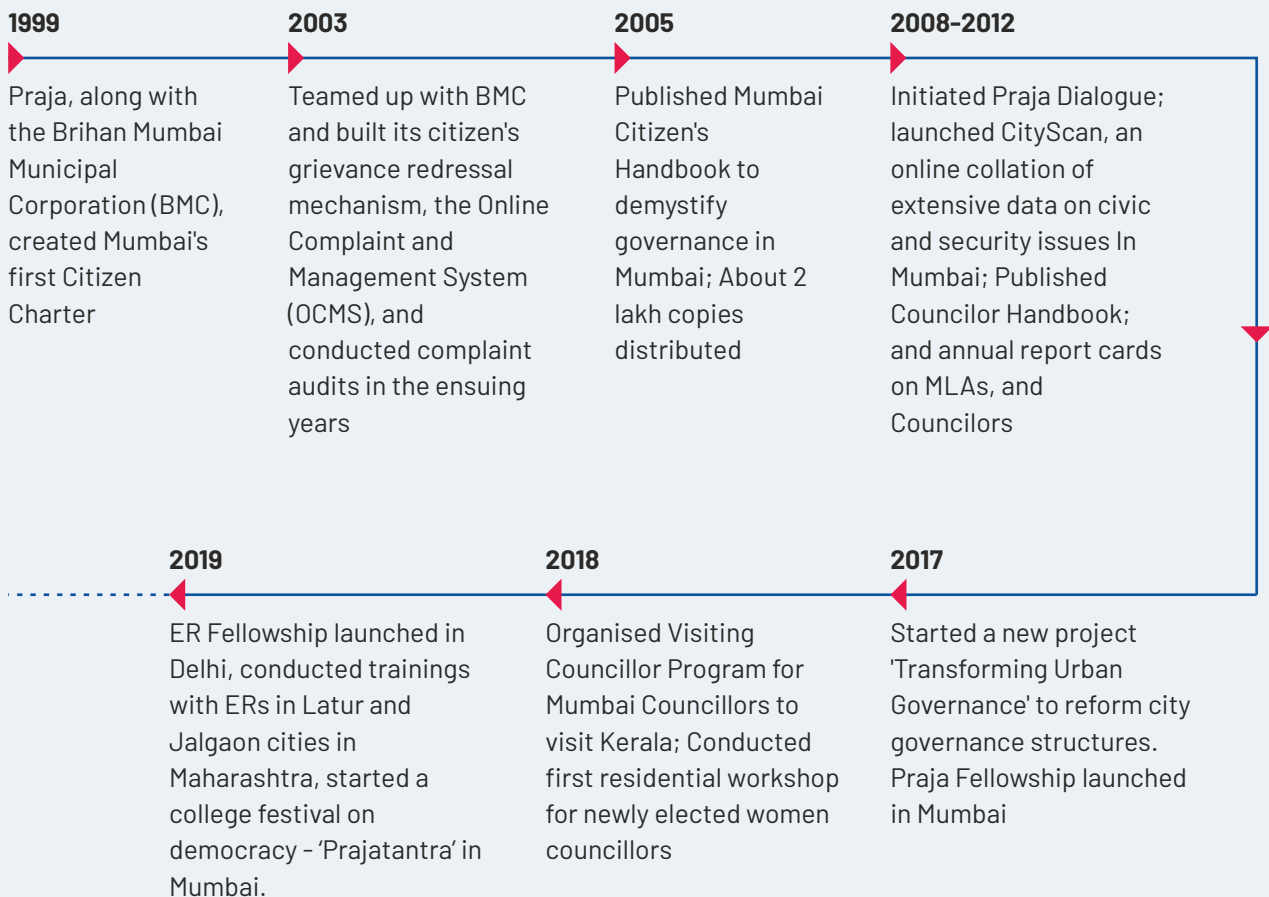 1999
Praja, along with
the Brihan Mumbai
Municipal
Corporation (BMC),
created Mumbai's
first Citizen
Charter
2003
Teamed up with BMC
and built its citizen's
grievance redressal
mechanism, the Online
Complaint and
Management System
(OCMS), and
conducted complaint
audits in the ensuing
years
2005
Published Mumbai
Citizen's
Handbook to
demystify
governance in
Mumbai; About 2
lakh copies
distributed
2008-2012
Initiated Praja Dialogue;
launched CityScan, an
online collation of
extensive data on civic
and security issues In
Mumbai; Published
Councilor Handbook;
and annual report cards
on MLAs, and
Councilors
2017
Started a new project
'Transforming Urban
Governance' to reform city
governance structures.
Praja Fellowship launched
in Mumbai
2018
Organised Visiting
Councillor Program for
Mumbai Councillors to
visit Kerala; Conducted
first residential workshop
for newly elected women
councillors
2019
ER Fellowship launched in
Delhi, conducted trainings
with ERs in Latur and
Jalgaon cities in
Maharashtra, started a
college festival on
democracy - ‘Prajatantra’ in
Mumbai.